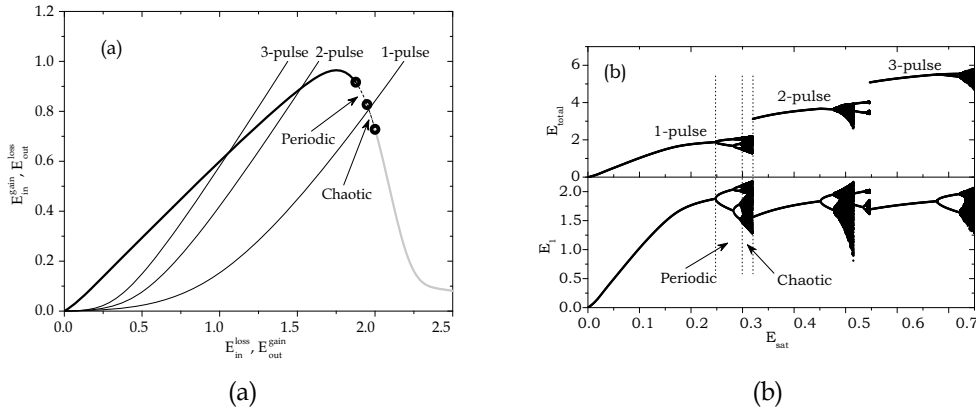 (a)
3-pulse 2-pulse 1-pulse
Periodic
Chaotic
1.2
1.0
0.8
0.6
0.4
0.2
0.0
0.0 0.5 1.0 1.5 2.0 2.5
E_in^gain, E_out^loss
E_in^loss, E_out^gain
(a)
(b)
3-pulse
2-pulse
1-pulse
6
4
2
0
E_total
2.0
1.5
1.0
0.5
0.0
E_1
Periodic
Chaotic
0.0 0.1 0.2 0.3 0.4 0.5 0.6 0.7
E_sat
(b)